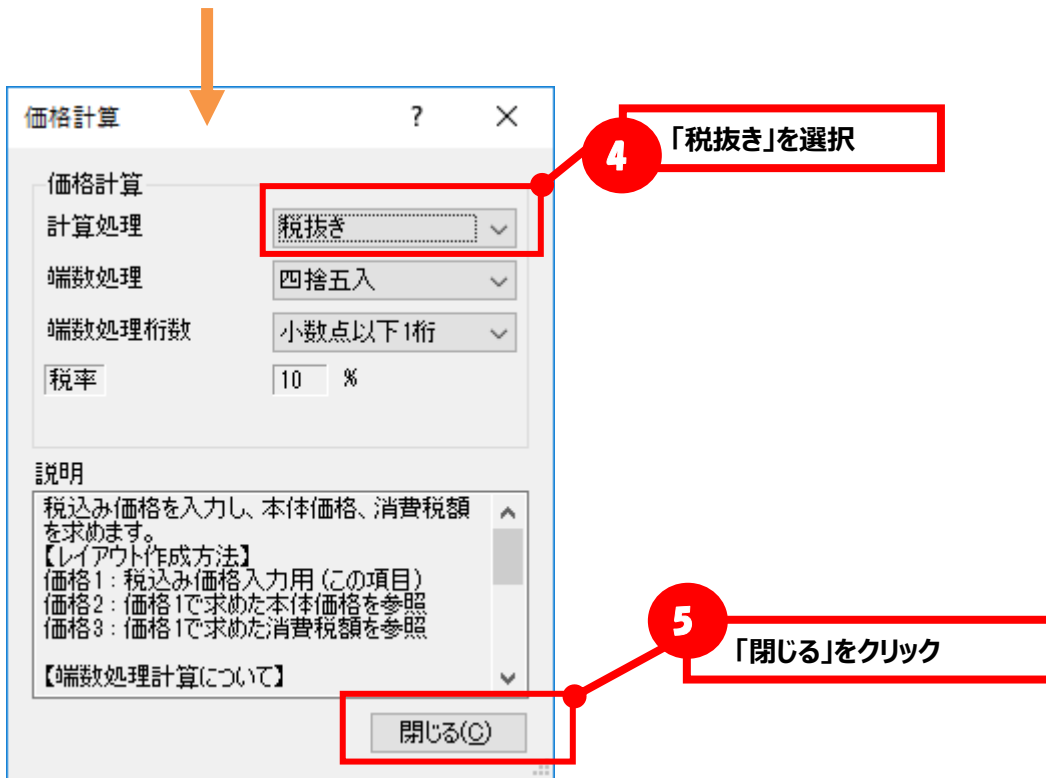 価格計算 ?
4 「税抜き」を選択
価格計算
計算処理 税抜き
端数処理 四捨五入
端数処理桁数 小数点以下1桁
税率 10 %
説明
税込み価格を入力し、本体価格、消費税額
を求めます。
【レイアウト作成方法】
価格1:税込み価格入力用(この項目)
価格2:価格1で求めた本体価格を参照
価格3:価格1で求めた消費税額を参照
【端数処理計算について】
5 「閉じる」をクリック
閉じる(C)